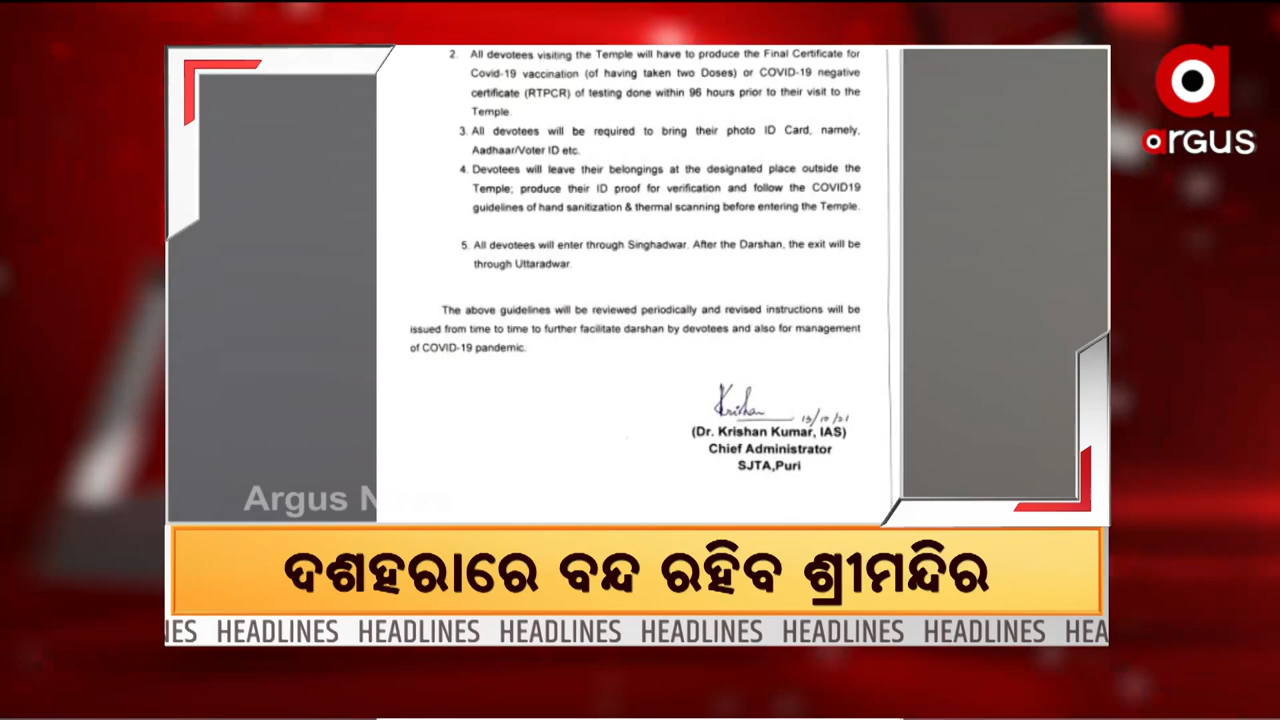 2. All devotees visiting the Temple will have to produce the Final Certificate for
Covid-19 vaccination (of having taken two Doses) or COVID-19 negative
certificate (RTPCR) of testing done within 96 hours prior to their visit to the
Temple.
3. All devotees will be required to bring their photo ID Card, namely,
Aadhaar/Voter ID etc.
4. Devotees will leave their belongings at the designated place outside the
Temple; produce their ID proof for verification and follow the COVID19
guidelines of hand sanitization & thermal scanning before entering the Temple.
5. All devotees will enter through Singhadwar. After the Darshan, the exit will be
through Uttaradwar.
The above guidelines will be reviewed periodically and revised instructions will be
issued from time to time to further facilitate darshan by devotees and also for management
of COVID-19 pandemic.
Krishan 13/10/21
(Dr. Krishan Kumar, IAS)
Chief Administrator
SJTA,Puri
argus
Argus News
ଦଶହରାରେ ବନ୍ଦ ରହିବ ଶ୍ରୀମନ୍ଦିର
NES HEADLINES HEADLINES HEADLINES HEADLINES HEADLINES HEADLINES HEA